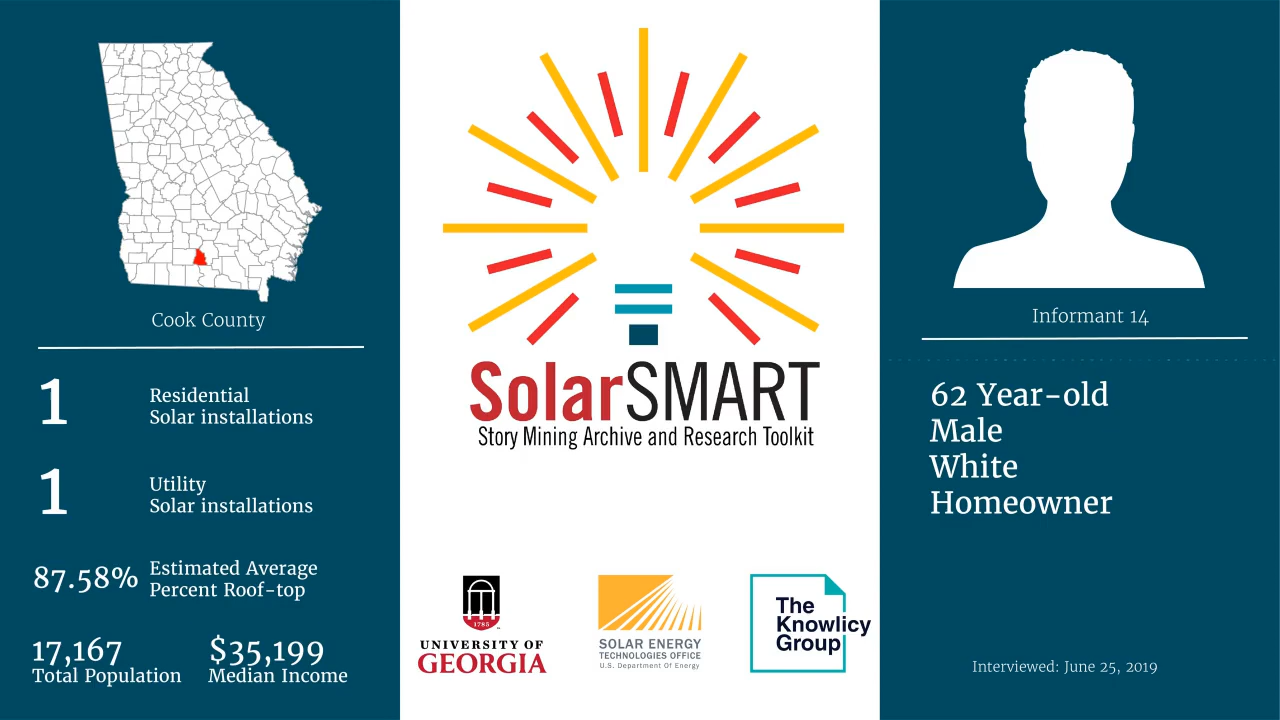 Cook County
1
Residential
Solar installations
1
Utility
Solar installations
87.58%
Estimated Average
Percent Roof-top
17,167
Total Population
$35,199
Median Income
SolarSMART
Story Mining Archive and Research Toolkit
1785
UNIVERSITY OF
GEORGIA
SOLAR ENERGY
TECHNOLOGIES OFFICE
U.S. Department Of Energy
The
Knowlicy
Group
Informant 14
62 Year-old
Male
White
Homeowner
Interviewed: June 25, 2019